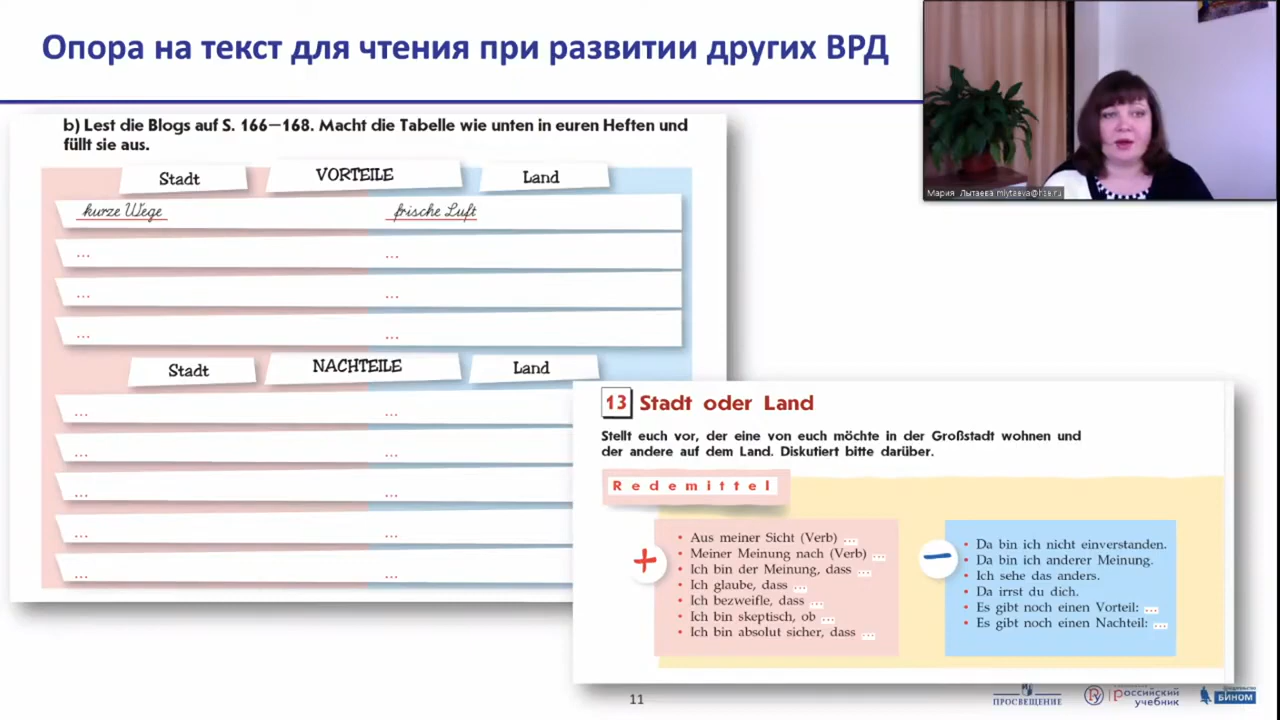 Опора на текст для чтения при развитии других ВРД
Мария Лытаева mlytaeva@hse.ru
b) Lest die Blogs auf S. 166—168. Macht die Tabelle wie unten in euren Heften und
füllt sie aus.
Stadt VORTEILE Land
kurze Wege frische Luft
... ...
... ...
... ...
Stadt NACHTEILE Land
... ...
... ...
... ...
... ...
... ...
13 Stadt oder Land
Stellt euch vor, der eine von euch möchte in der Großstadt wohnen und
der andere auf dem Land. Diskutiert bitte darüber.
Redemittel
+
• Aus meiner Sicht (Verb) ...
• Meiner Meinung nach (Verb) ...
• Ich bin der Meinung, dass ...
• Ich glaube, dass ...
• Ich bezweifle, dass ...
• Ich bin skeptisch, ob ...
• Ich bin absolut sicher, dass ...
—
• Da bin ich nicht einverstanden.
• Da bin ich anderer Meinung.
• Ich sehe das anders.
• Da irrst du dich.
• Es gibt noch einen Vorteil: ...
• Es gibt noch einen Nachteil: ...
11
ПРОСВЕЩЕНИЕ
российский
учебник
БИНОМ